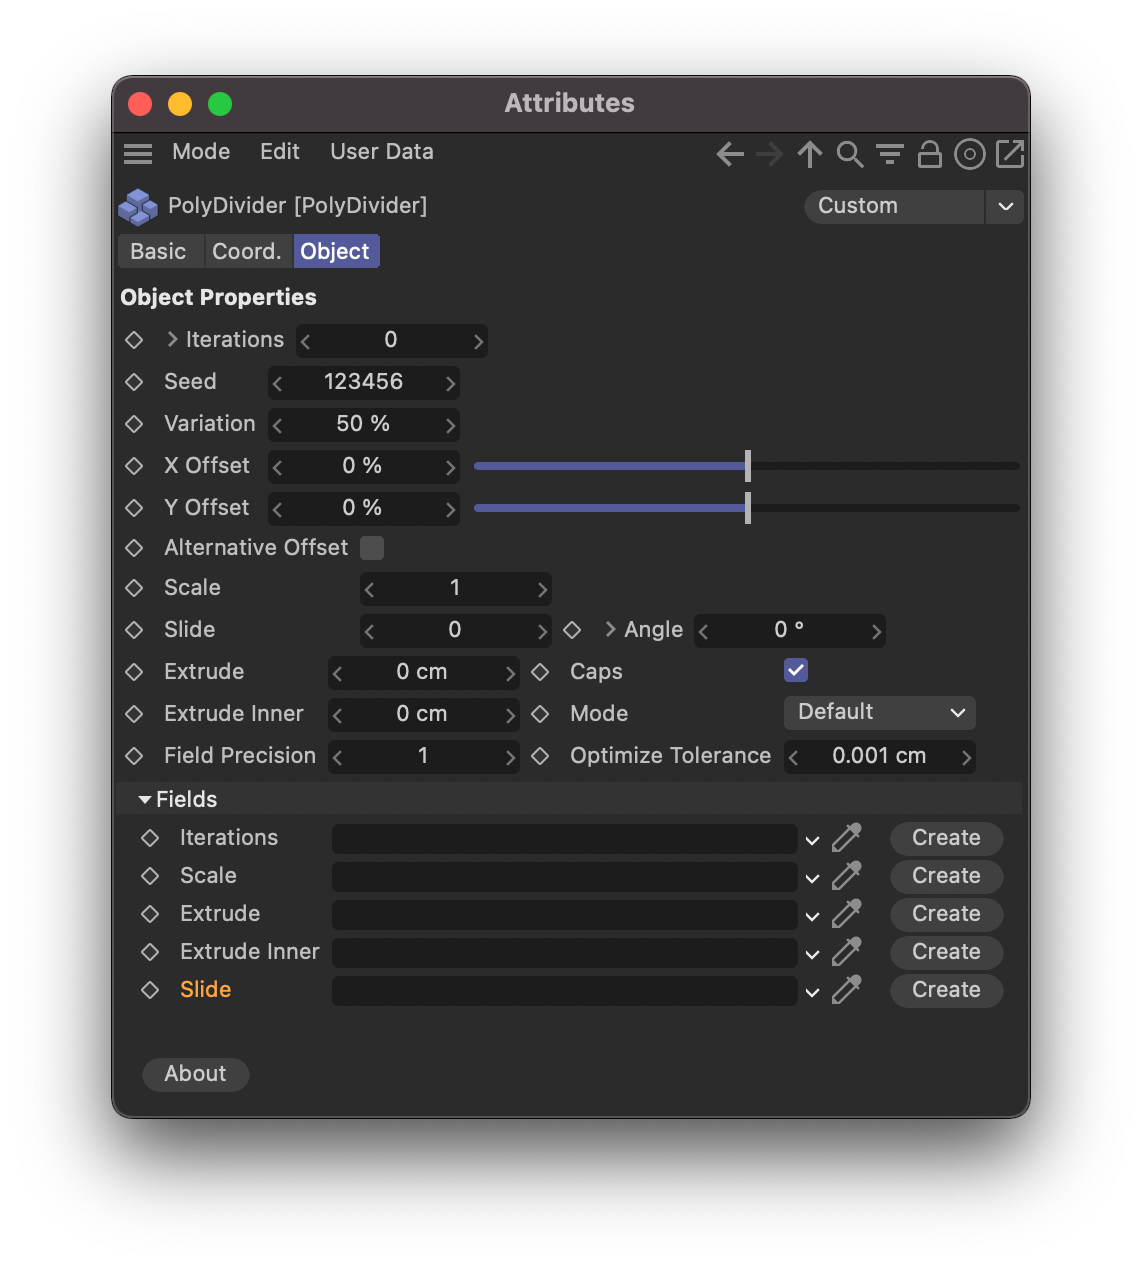 Attributes
Mode Edit User Data
PolyDivider [PolyDivider] Custom
Basic Coord. Object
Object Properties
Iterations 0
Seed 123456
Variation 50 %
X Offset 0 %
Y Offset 0 %
Alternative Offset
Scale 1
Slide 0 Angle 0 °
Extrude 0 cm Caps
Extrude Inner 0 cm Mode Default
Field Precision 1 Optimize Tolerance 0.001 cm
Fields
Iterations Create
Scale Create
Extrude Create
Extrude Inner Create
Slide Create
About